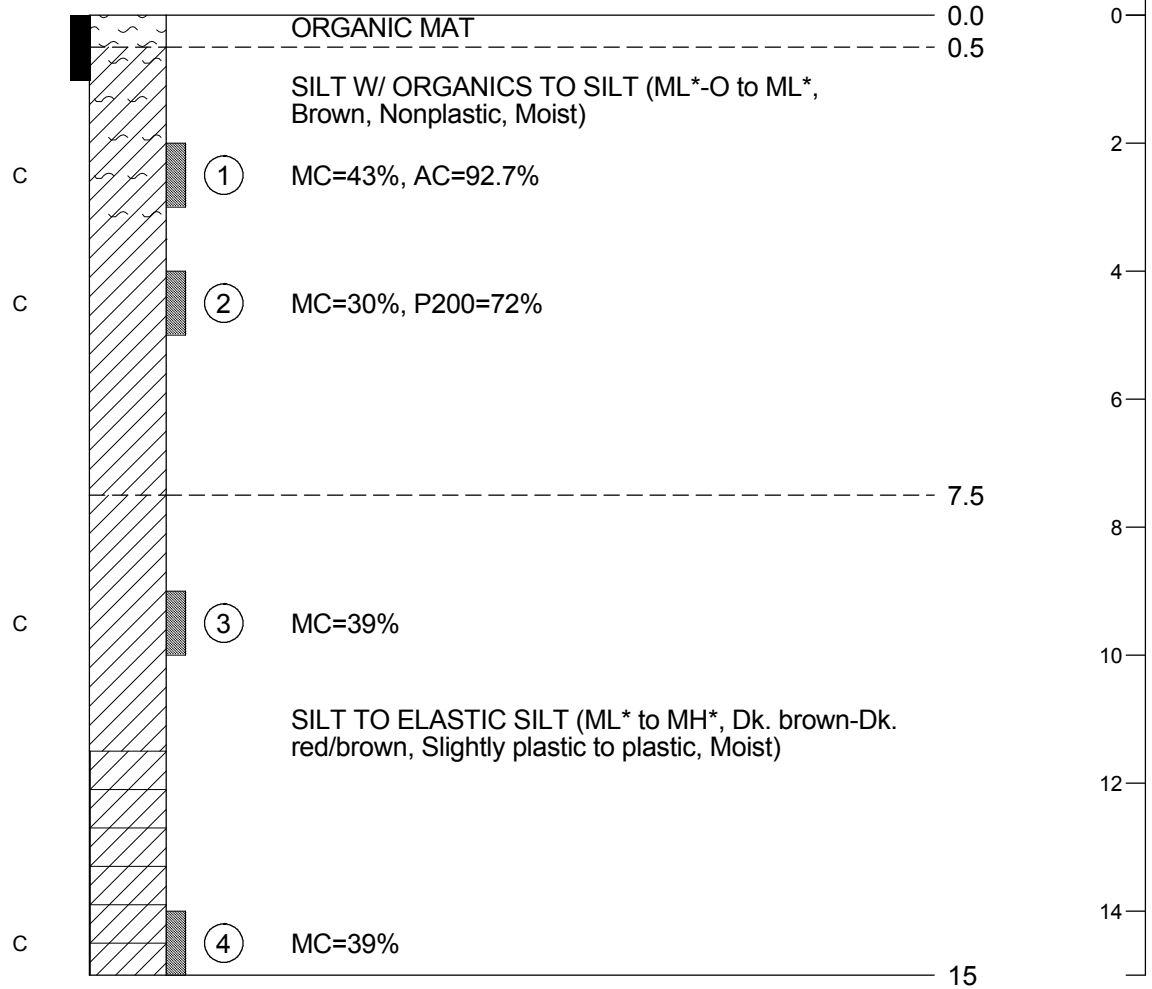 0.0 0
ORGANIC MAT
0.5
SILT W/ ORGANICS TO SILT (ML*-O to ML*,
Brown, Nonplastic, Moist)
2
C 1 MC=43%, AC=92.7%
4
C 2 MC=30%, P200=72%
6
7.5
8
C 3 MC=39%
10
SILT TO ELASTIC SILT (ML* to MH*, Dk. brown-Dk.
red/brown, Slightly plastic to plastic, Moist)
12
14
C 4 MC=39%
15